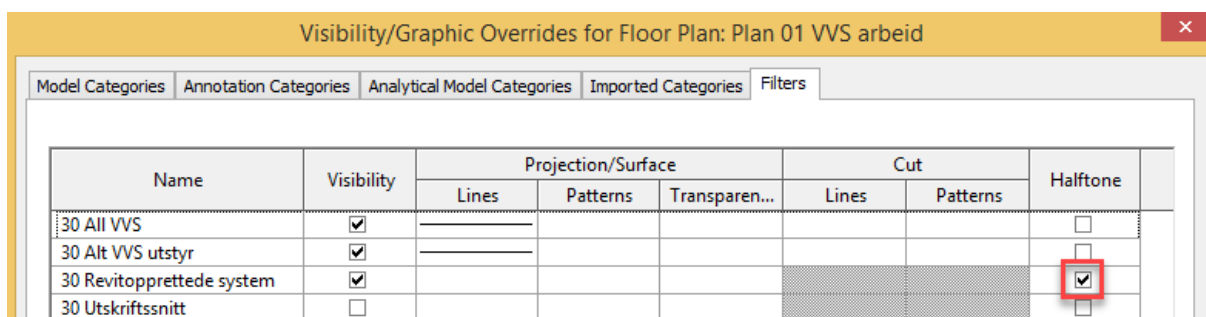 Visibility/Graphic Overrides for Floor Plan: Plan 01 VVS arbeid
Model Categories Annotation Categories Analytical Model Categories Imported Categories Filters
Name Visibility Projection/Surface Cut Halftone
Lines Patterns Transparen... Lines Patterns
30 All VVS
30 Alt VVS utstyr
30 Revitopprettede system
30 Utskriftssnitt